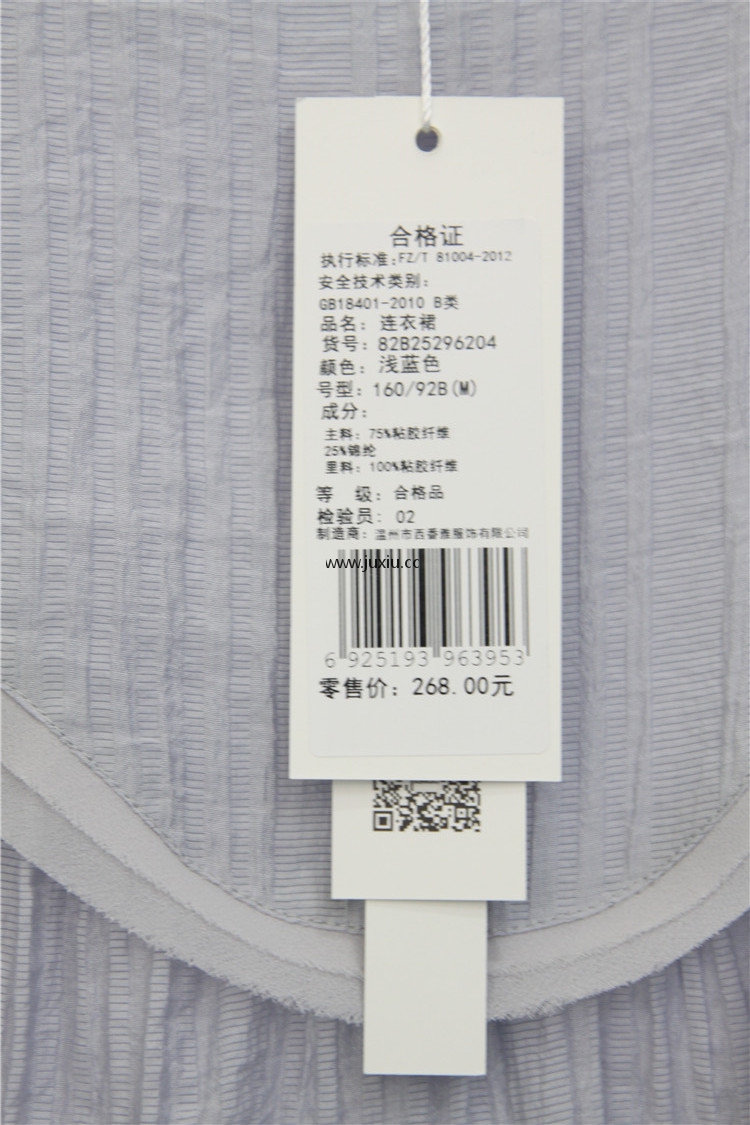 合格证
执行标准:FZ/T 81004-2012
安全技术类别:
GB18401-2010 B类
品名: 连衣裙
货号: 82B25296204
颜色: 浅蓝色
号型: 160/92B(M)
成分:
主料: 75%粘胶纤维
25%锦纶
里料: 100%粘胶纤维
等 级: 合格品
检验员: 02
制造商: 温州市西蔓雅服饰有限公司
www.juxiu.cc
6 925193 963953
零售价: 268.00元